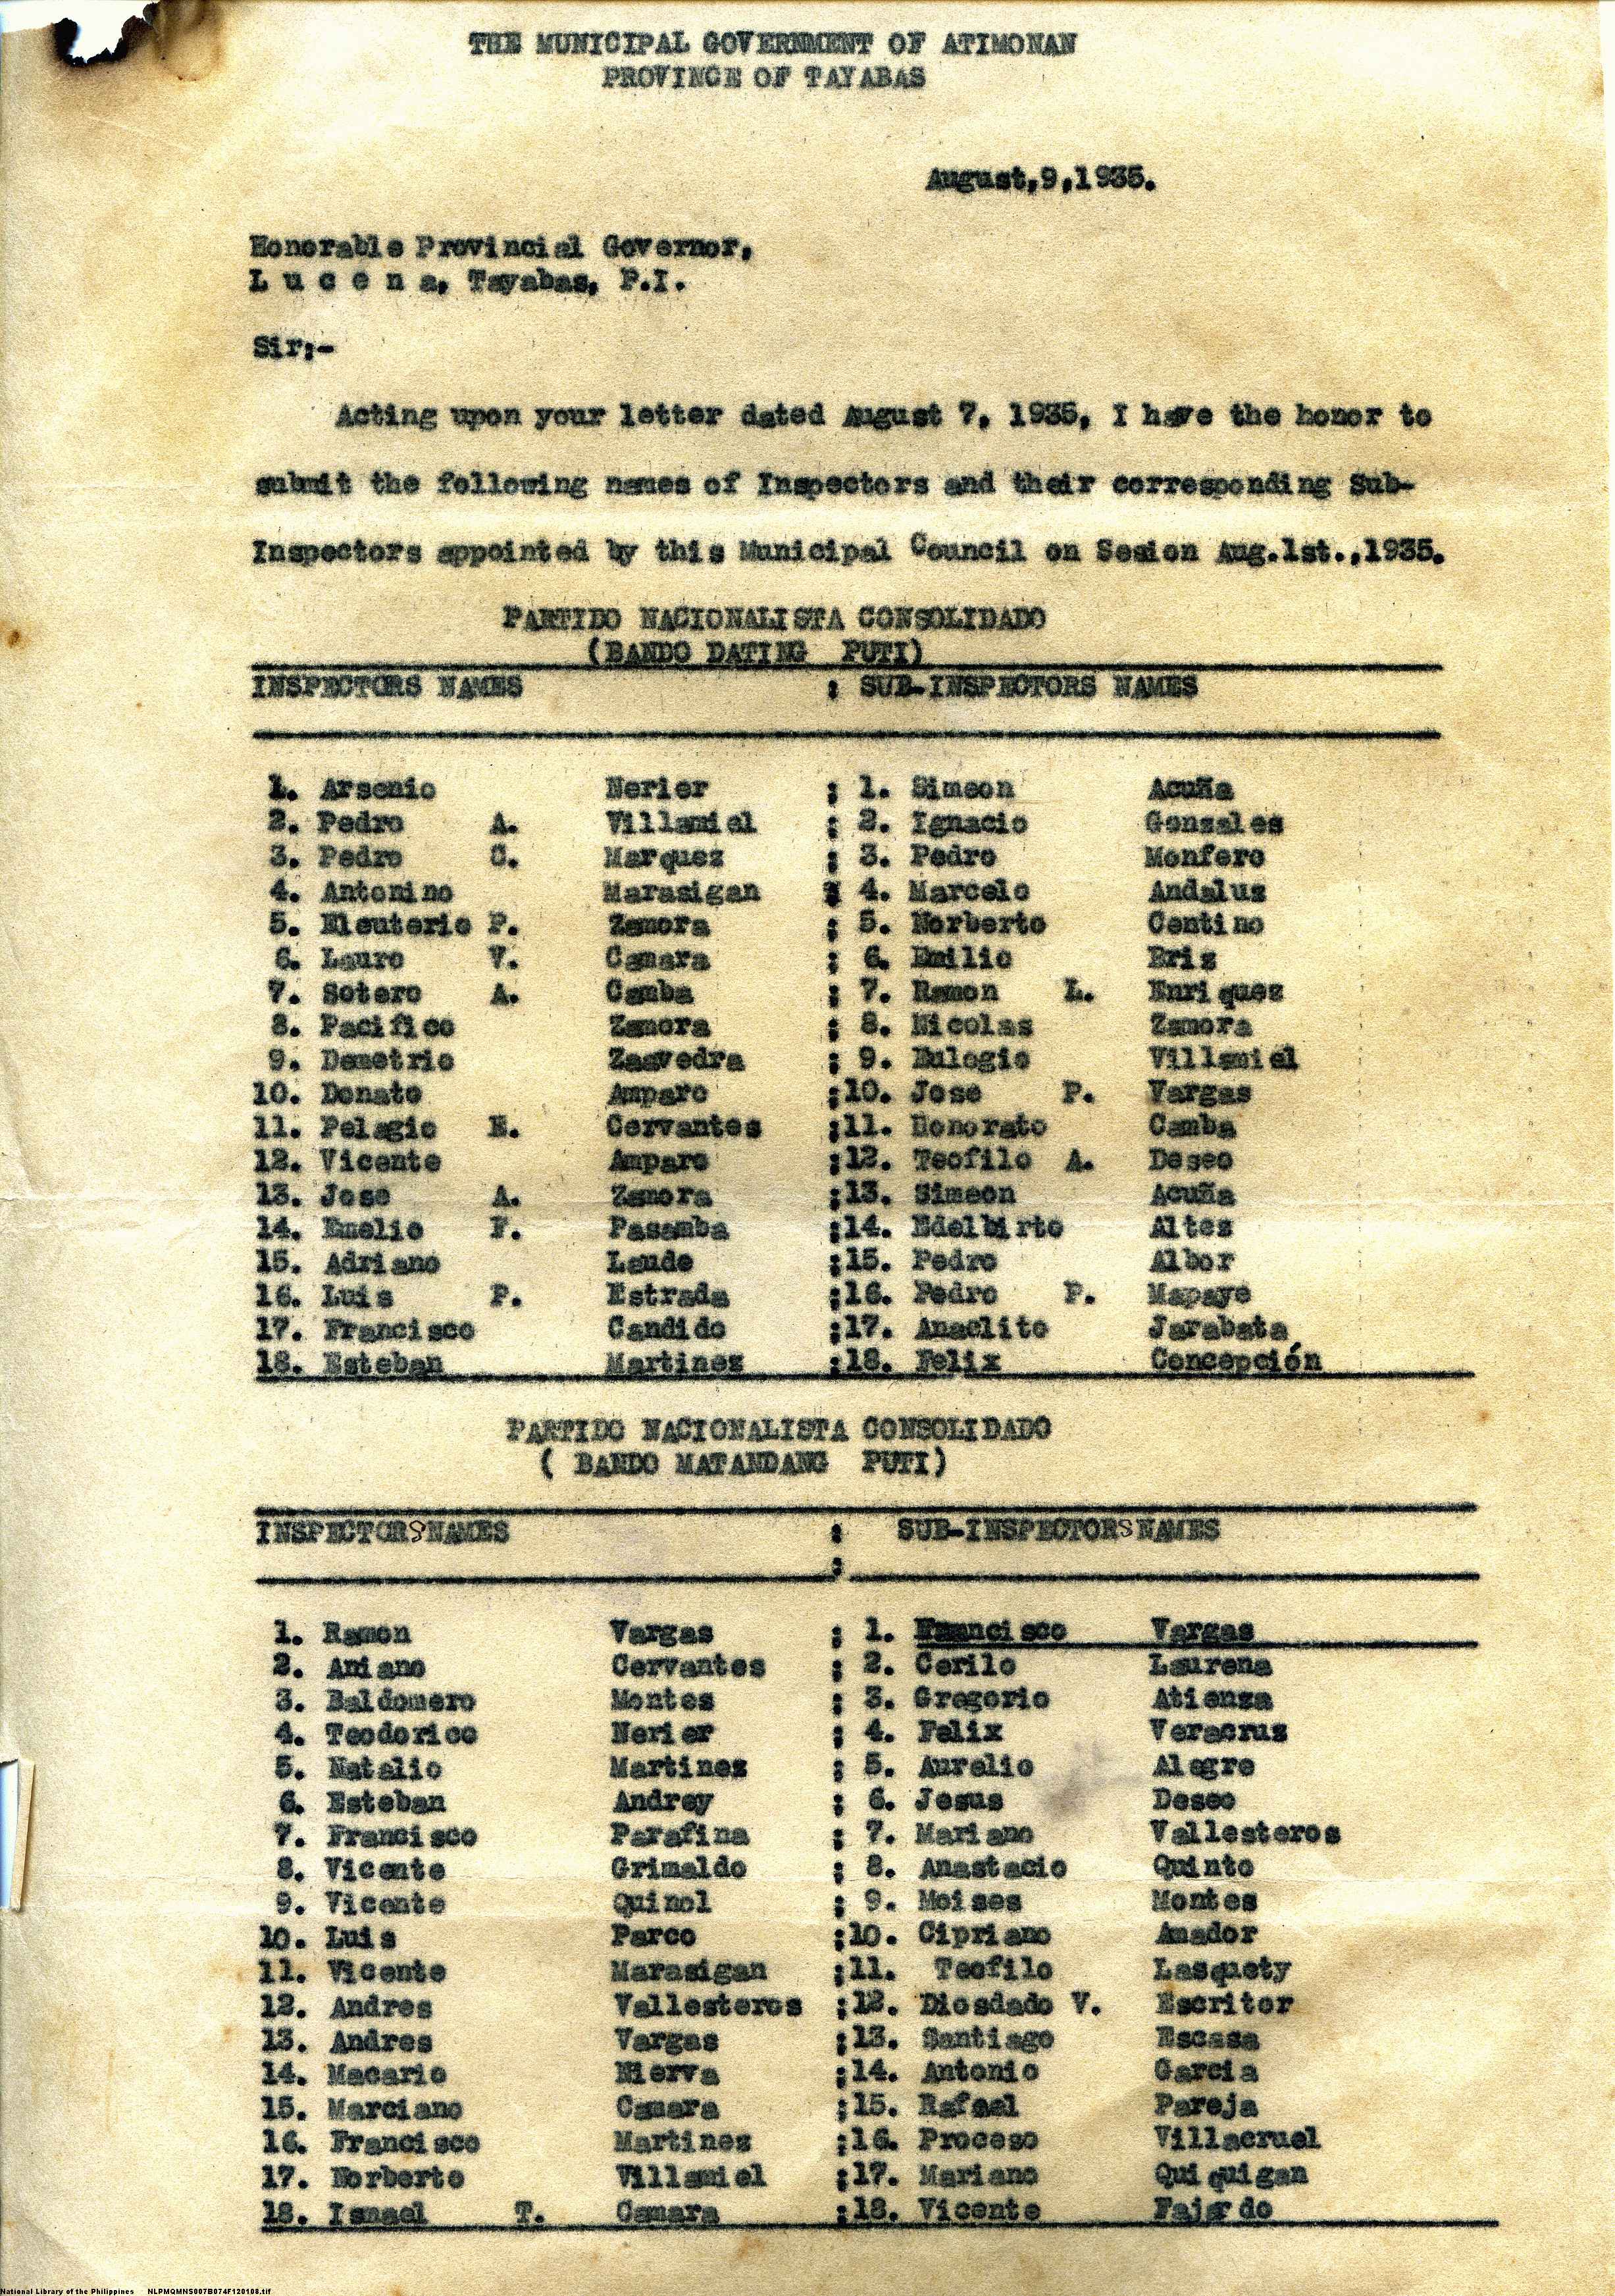 THE MUNICIPAL GOVERNMENT OF ATIMONAN
PROVINCE OF TAYABAS
August,9,1935.
Honorable Provincial Governor,
L u c e n a, Tayabas, P.I.
Sir:-
Acting upon your letter dated August 7, 1935, I have the honor to
submit the following names of Inspectors and their corresponding Sub-
Inspectors appointed by this Municipal Council on Sesion Aug.1st.,1935.
PARTIDO NACIONALISTA CONSOLIDADO
(BANDO DATING PUTI)
INSPECTORS NAMES : SUB-INSPECTORS NAMES
1. Arsenio Nerier : 1. Simeon Acuña
2. Pedro A. Villamiel : 2. Ignacio Gonzales
3. Pedro C. Marquez : 3. Pedro Monfero
4. Antonino Marasigan : 4. Marcelo Andaluz
5. Eleuterio P. Zamora : 5. Norberto Centino
6. Lauro V. Camara : 6. Emilio Briz
7. Sotero A. Camba : 7. Ramon L. Enriquez
8. Pacifico Zamora : 8. Nicolas Zamora
9. Demetrio Zaavedra : 9. Eulogio Villamiel
10. Donato Amparo :10. Jose P. Vargas
11. Pelagio E. Cervantes :11. Honorato Camba
12. Vicente Amparo :12. Teofilo A. Deseo
13. Jose A. Zamora :13. Simeon Acuña
14. Emelio F. Pasamba :14. Edelbirto Altez
15. Adriano Laude :15. Pedro Albor
16. Luis P. Estrada :16. Pedro P. Mapaye
17. Francisco Candido :17. Anaclito Jarabata
18. Esteban Martinez :18. Felix Concepción
PARTIDO NACIONALISTA CONSOLIDADO
( BANDO MATANDANG PUTI)
INSPECTORS NAMES : SUB-INSPECTORS NAMES
:
1. Ramon Vargas : 1. Francisco Vargas
2. Aniano Cervantes : 2. Cerilo Laurena
3. Baldomero Montes : 3. Gregorio Atienza
4. Teodorico Nerier : 4. Felix Veracruz
5. Natalio Martinez : 5. Aurelio Alegre
6. Esteban Andrey : 6. Jesus Deseo
7. Francisco Parafina : 7. Mariano Vallesteros
8. Vicente Grimaldo : 8. Anastacio Quinto
9. Vicente Quinol : 9. Moises Montes
10. Luis Parco :10. Cipriano Amador
11. Vicente Marasigan :11. Teofilo Lasquety
12. Andres Vallesteros :12. Diosdado V. Escritor
13. Andres Vargas :13. Santiago Escasa
14. Macario Nierva :14. Antonio Garcia
15. Marciano Camara :15. Rafael Pareja
16. Francisco Martinez :16. Proceso Villacruel
17. Norberto Villamiel :17. Mariano Quiquigan
18. Ismael T. Camara :18. Vicente Fajardo
National Library of the Philippines NLPMQMNS007B074F120108.tif